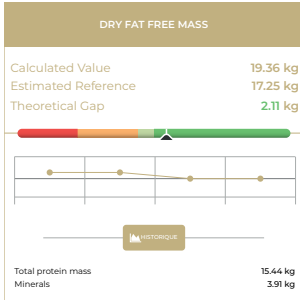 DRY FAT FREE MASS
Calculated Value 19.36 kg
Estimated Reference 17.25 kg
Theoretical Gap 2.11 kg
HISTORIQUE
Total protein mass 15.44 kg
Minerals 3.91 kg